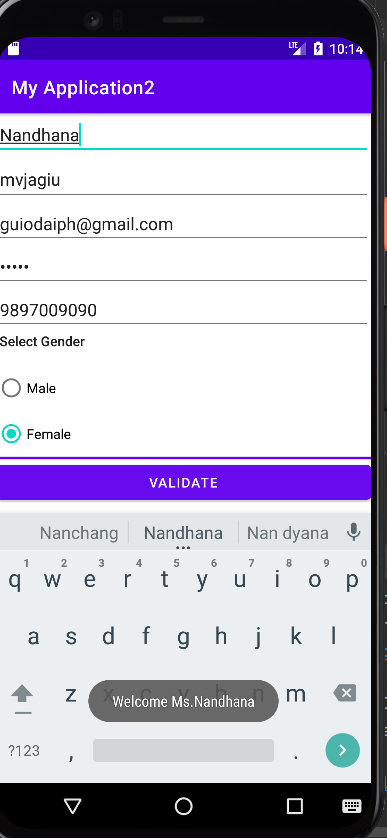 LTE 10:14
My Application2
Nandhana
mvjagiu
guiodaiph@gmail.com
•••••
9897009090
Select Gender
Male
Female
VALIDATE
Nanchang Nandhana Nan dyana
1 2 3 4 5 6 7 8 9 0
q w e r t y u i o p
a s d f g h j k l
z x c v b n m
Welcome Ms.Nandhana
?123 , .